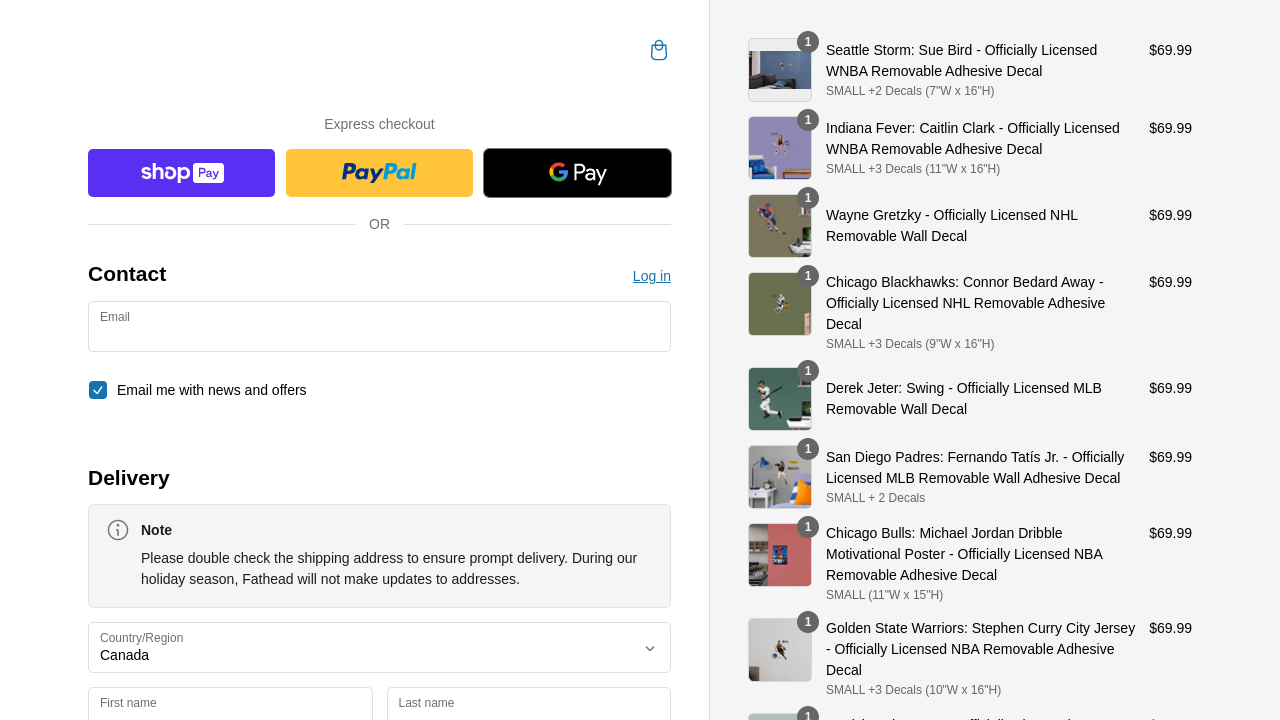 Express checkout
shop Pay
PayPal
G Pay
OR
Contact
Log in
Email
Email me with news and offers
Delivery
Note
Please double check the shipping address to ensure prompt delivery. During our
holiday season, Fathead will not make updates to addresses.
Country/Region
Canada
First name
Last name
1
Seattle Storm: Sue Bird - Officially Licensed
WNBA Removable Adhesive Decal
SMALL +2 Decals (7"W x 16"H)
$69.99
1
Indiana Fever: Caitlin Clark - Officially Licensed
WNBA Removable Adhesive Decal
SMALL +3 Decals (11"W x 16"H)
$69.99
1
Wayne Gretzky - Officially Licensed NHL
Removable Wall Decal
$69.99
1
Chicago Blackhawks: Connor Bedard Away -
Officially Licensed NHL Removable Adhesive
Decal
SMALL +3 Decals (9"W x 16"H)
$69.99
1
Derek Jeter: Swing - Officially Licensed MLB
Removable Wall Decal
$69.99
1
San Diego Padres: Fernando Tatís Jr. - Officially
Licensed MLB Removable Wall Adhesive Decal
SMALL + 2 Decals
$69.99
1
Chicago Bulls: Michael Jordan Dribble
Motivational Poster - Officially Licensed NBA
Removable Adhesive Decal
SMALL (11"W x 15"H)
$69.99
1
Golden State Warriors: Stephen Curry City Jersey
- Officially Licensed NBA Removable Adhesive
Decal
SMALL +3 Decals (10"W x 16"H)
$69.99
1